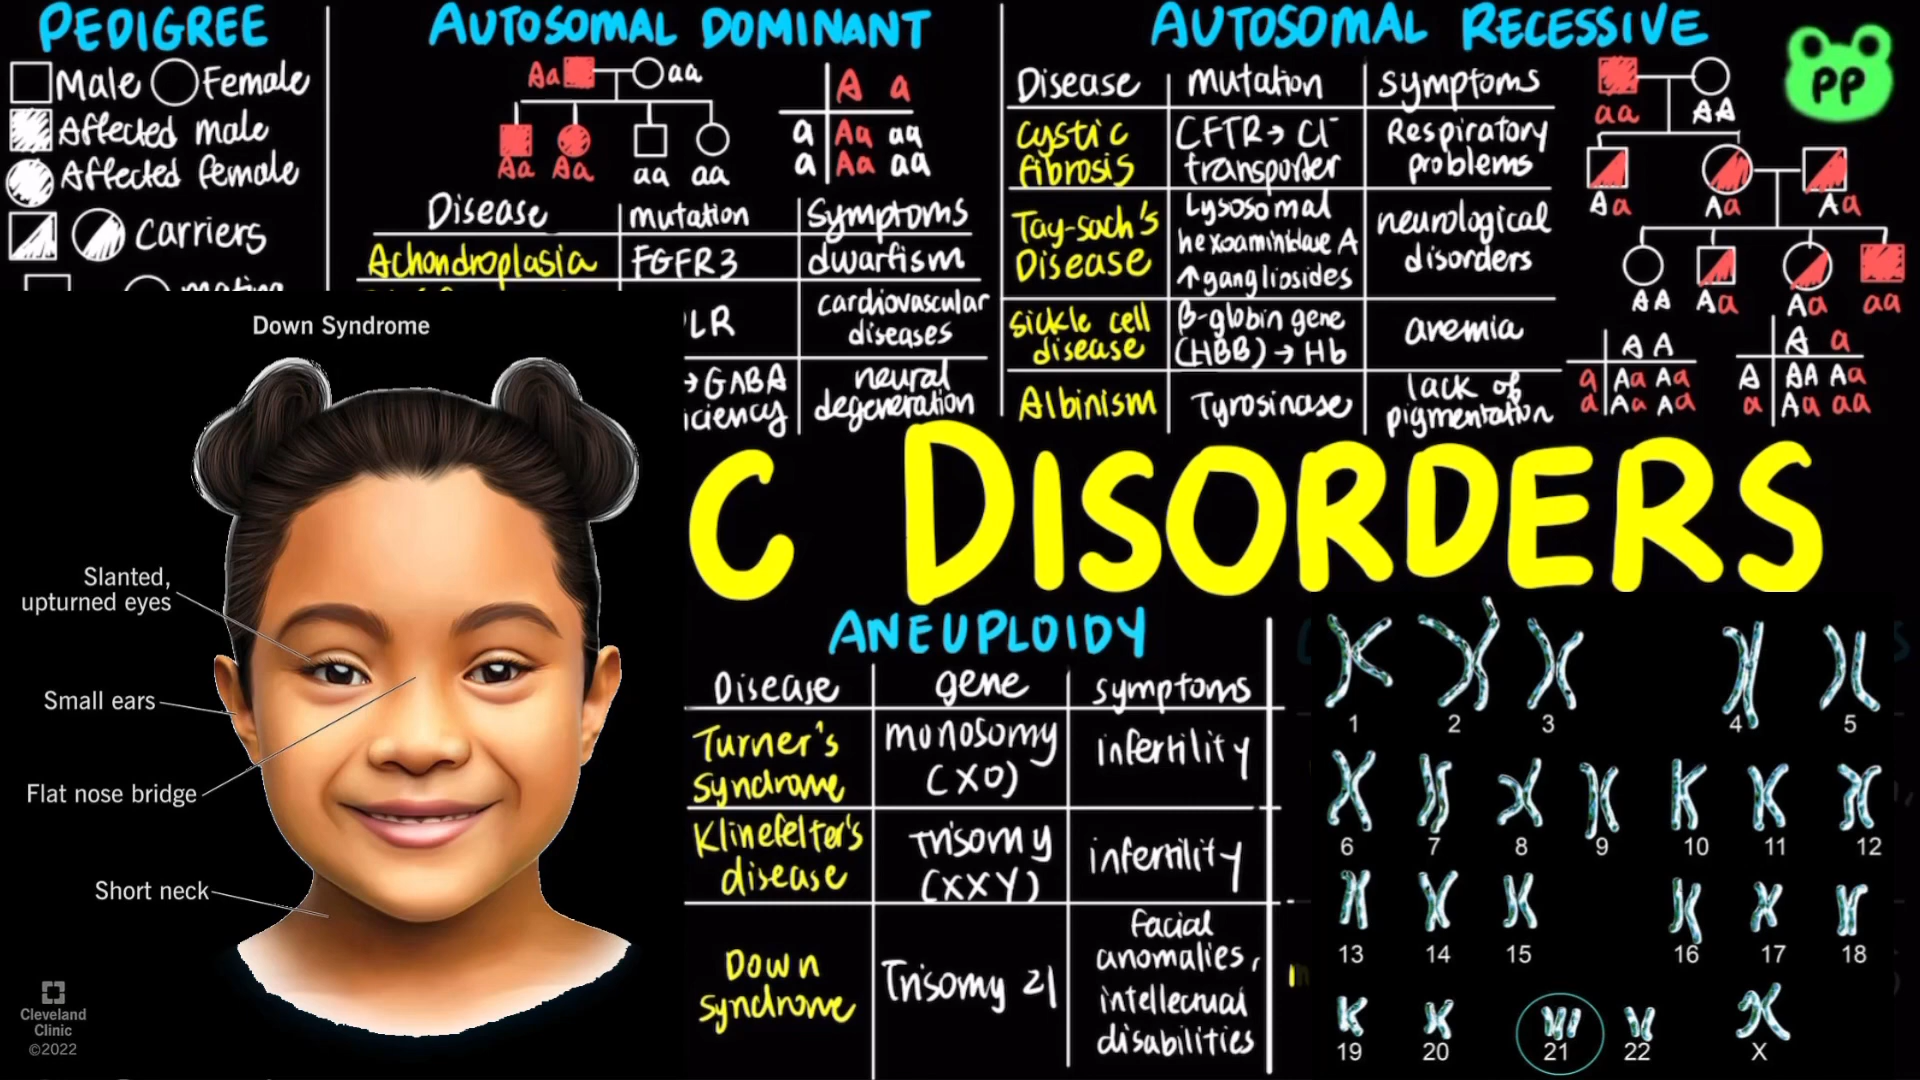 PEDIGREE
Male Female
Affected male
Affected female
Carriers
mating
AUTOSOMAL DOMINANT
Aa aa
Aa Aa aa aa
A a
a Aa aa
a Aa aa
Disease mutation Symptoms
Achondroplasia FGFR3 dwarfism
LR cardiovascular
diseases
→GABA neural
iciency degeneration
AUTOSOMAL RECESSIVE
Disease mutation symptoms
Cystic CFTR→ Cl⁻ Respiratory
fibrosis transporter problems
Tay-sach's Lysosomal neurological
Disease hexoaminidase A disorders
↑gangliosides
sickle cell β-globin gene anemia
disease (HBB)→Hb
Albinism Tyrosinase lack of
pigmentation
PP
aa AA
Aa Aa Aa
AA Aa Aa aa
A A
a Aa Aa
a Aa Aa
A a
A AA Aa
a Aa aa
C DISORDERS
Down Syndrome
Slanted,
upturned eyes
Small ears
Flat nose bridge
Short neck
Cleveland
Clinic
©2022
ANEUPLOIDY
Disease gene symptoms
Turner's monosomy infertility
syndrome (XO)
Klinefelter's Trisomy infertility
disease (XXY)
Down Trisomy 21 Facial
syndrome anomalies,
intellectual
disabilities
1 2 3 4 5
6 7 8 9 10 11 12
13 14 15 16 17 18
19 20 21 22 X